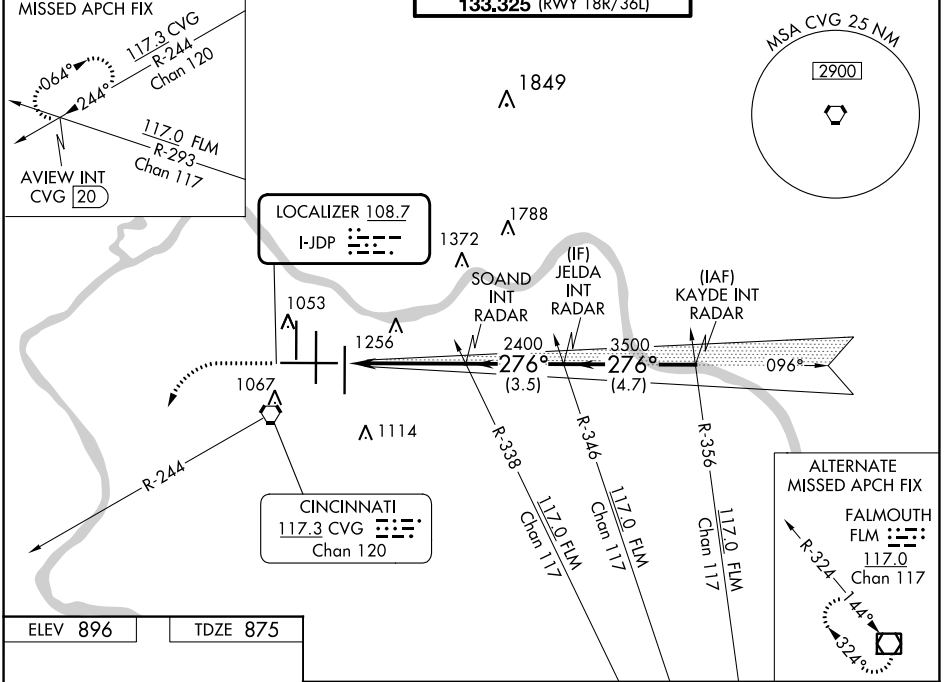 MISSED APCH FIX
117.3 CVG
R-244
Chan 120
064°
244°
117.0 FLM
R-293
Chan 117
AVIEW INT
CVG 20
133.325 (RWY 18R/36L)
MSA CVG 25 NM
2900
1849
LOCALIZER 108.7
I-JDP
1788
1372
1053
1256
1067
1114
SOAND
INT
RADAR
(IF)
JELDA
INT
RADAR
(IAF)
KAYDE INT
RADAR
2400
276°
(3.5)
3500
276°
(4.7)
096°
R-244
R-338
117.0 FLM
Chan 117
R-346
117.0 FLM
Chan 117
R-356
117.0 FLM
Chan 117
CINCINNATI
117.3 CVG
Chan 120
ALTERNATE
MISSED APCH FIX
FALMOUTH
FLM
117.0
Chan 117
R-324
144°
324°
ELEV 896
TDZE 875